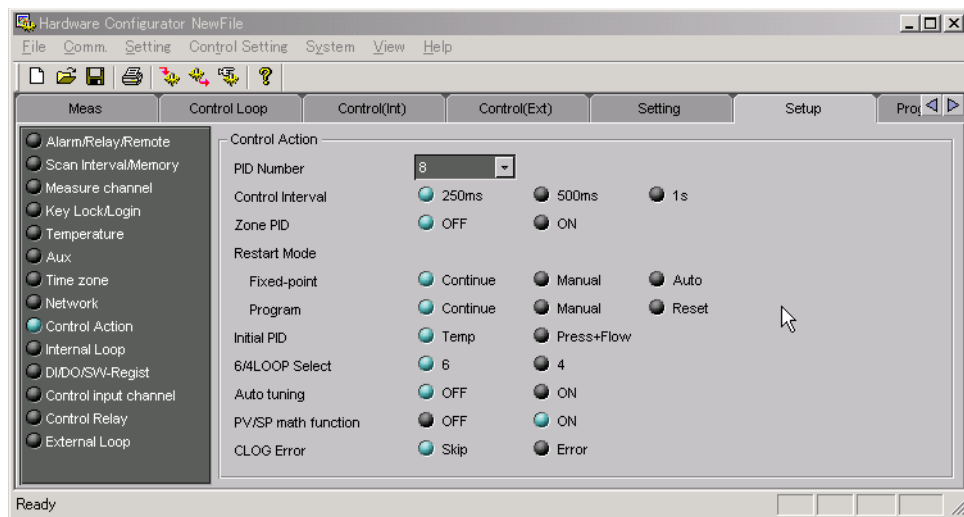 Hardware Configurator NewFile
File Comm. Setting Control Setting System View Help
Meas Control Loop Control(Int) Control(Ext) Setting Setup
Alarm/Relay/Remote
Scan Interval/Memory
Measure channel
Key Lock/Login
Temperature
Aux
Time zone
Network
Control Action
Internal Loop
DI/DO/SW-Regist
Control input channel
Control Relay
External Loop
Control Action
PID Number 8
Control Interval 250ms 500ms 1s
Zone PID OFF ON
Restart Mode
Fixed-point Continue Manual Auto
Program Continue Manual Reset
Initial PID Temp Press+Flow
6/4LOOP Select 6 4
Auto tuning OFF ON
PV/SP math function OFF ON
CLOG Error Skip Error
Ready